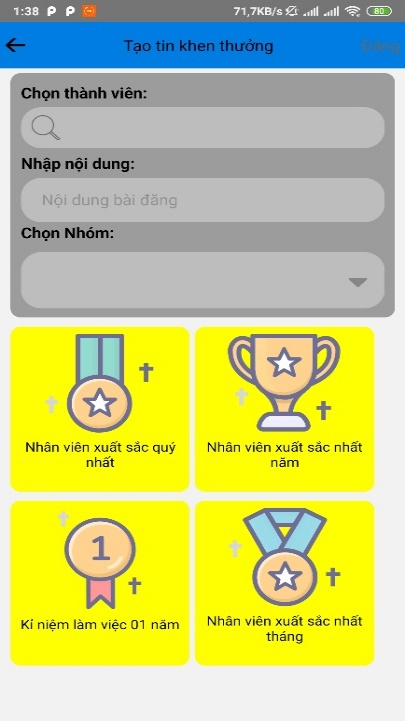 1:38 71,7KB/s 80
Tạo tin khen thưởng Đăng
Chọn thành viên:
Nhập nội dung:
Nội dung bài đăng
Chọn Nhóm:
Nhân viên xuất sắc quý
nhất
Nhân viên xuất sắc nhất
năm
1
Kỉ niệm làm việc 01 năm
Nhân viên xuất sắc nhất
tháng